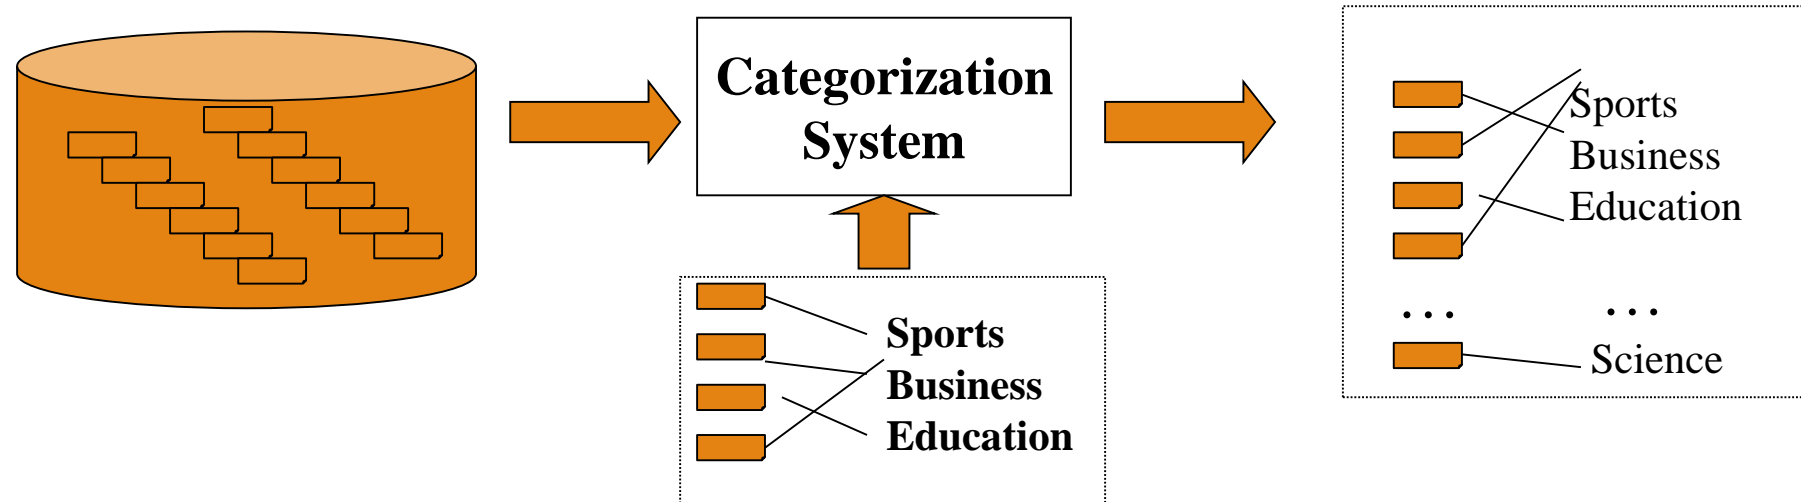 Categorization
System
Sports
Business
Education
. . .
. . .
Science
Sports
Business
Education